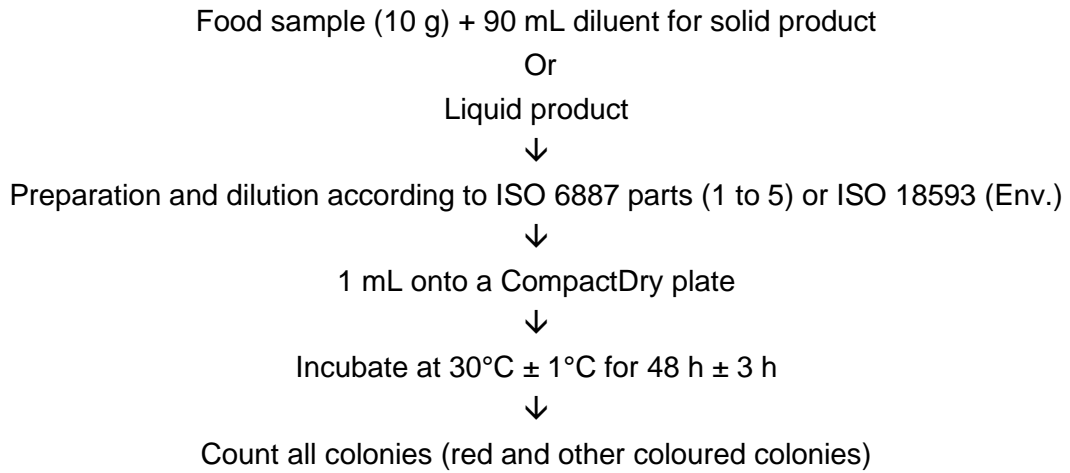 Food sample (10 g) + 90 mL diluent for solid product
Or
Liquid product
↓
Preparation and dilution according to ISO 6887 parts (1 to 5) or ISO 18593 (Env.)
↓
1 mL onto a CompactDry plate
↓
Incubate at 30°C ± 1°C for 48 h ± 3 h
↓
Count all colonies (red and other coloured colonies)